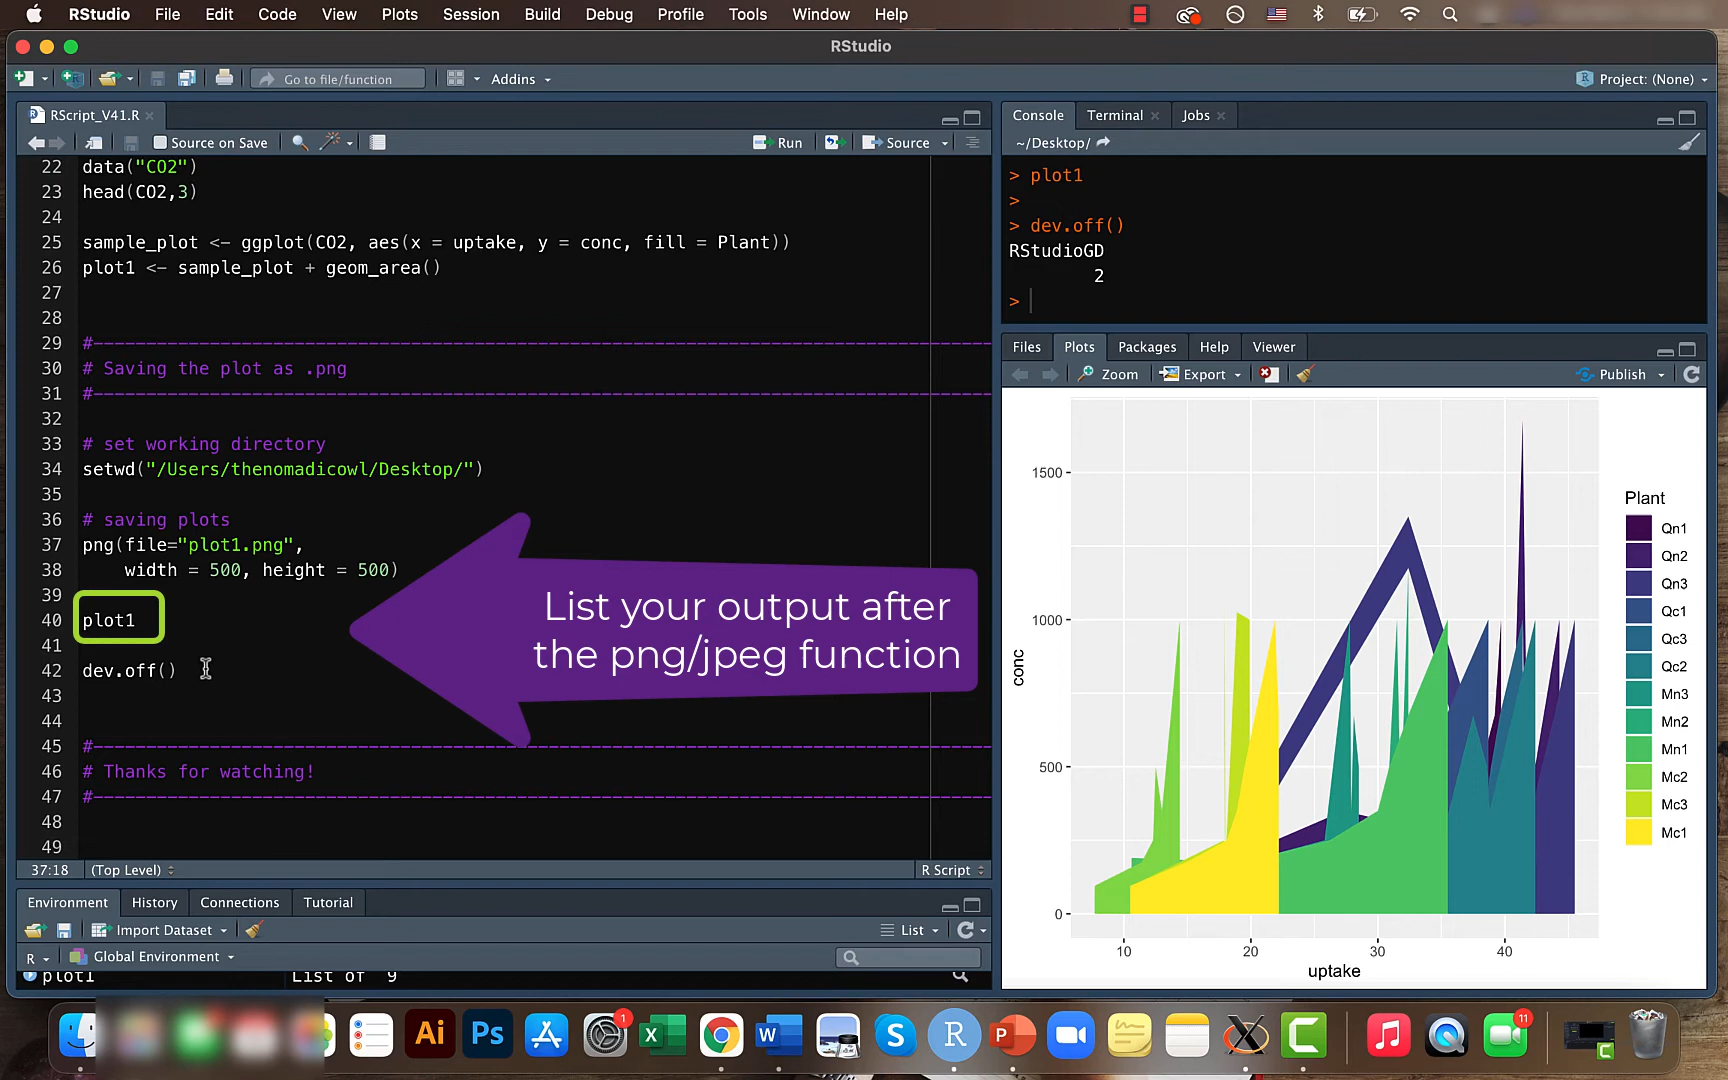 RStudio File Edit Code View Plots Session Build Debug Profile Tools Window Help
RStudio
Go to file/function Addins Project: (None)
RScript_V41.R
Source on Save Run Source
22 data("CO2")
23 head(CO2,3)
24
25 sample_plot <- ggplot(CO2, aes(x = uptake, y = conc, fill = Plant))
26 plot1 <- sample_plot + geom_area()
27
28
29 #------------------------------------------------------------
30 # Saving the plot as .png
31 #------------------------------------------------------------
32
33 # set working directory
34 setwd("/Users/thenomadicowl/Desktop/")
35
36 # saving plots
37 png(file="plot1.png",
38 width = 500, height = 500)
39
40 plot1
41
42 dev.off()
43
44
45 #------------------------------------------------------------
46 # Thanks for watching!
47 #------------------------------------------------------------
48
49
List your output after
the png/jpeg function
37:18 (Top Level) R Script
Environment History Connections Tutorial
Import Dataset List
R Global Environment
plot1 List of 9
Console Terminal Jobs
~/Desktop/
> plot1
>
> dev.off()
RStudioGD
2
>
Files Plots Packages Help Viewer
Zoom Export Publish
1500
1000
500
0
conc
10 20 30 40
uptake
Plant
Qn1
Qn2
Qn3
Qc1
Qc3
Qc2
Mn3
Mn2
Mn1
Mc2
Mc3
Mc1
Ai Ps 1 X W S R P X C 11 C